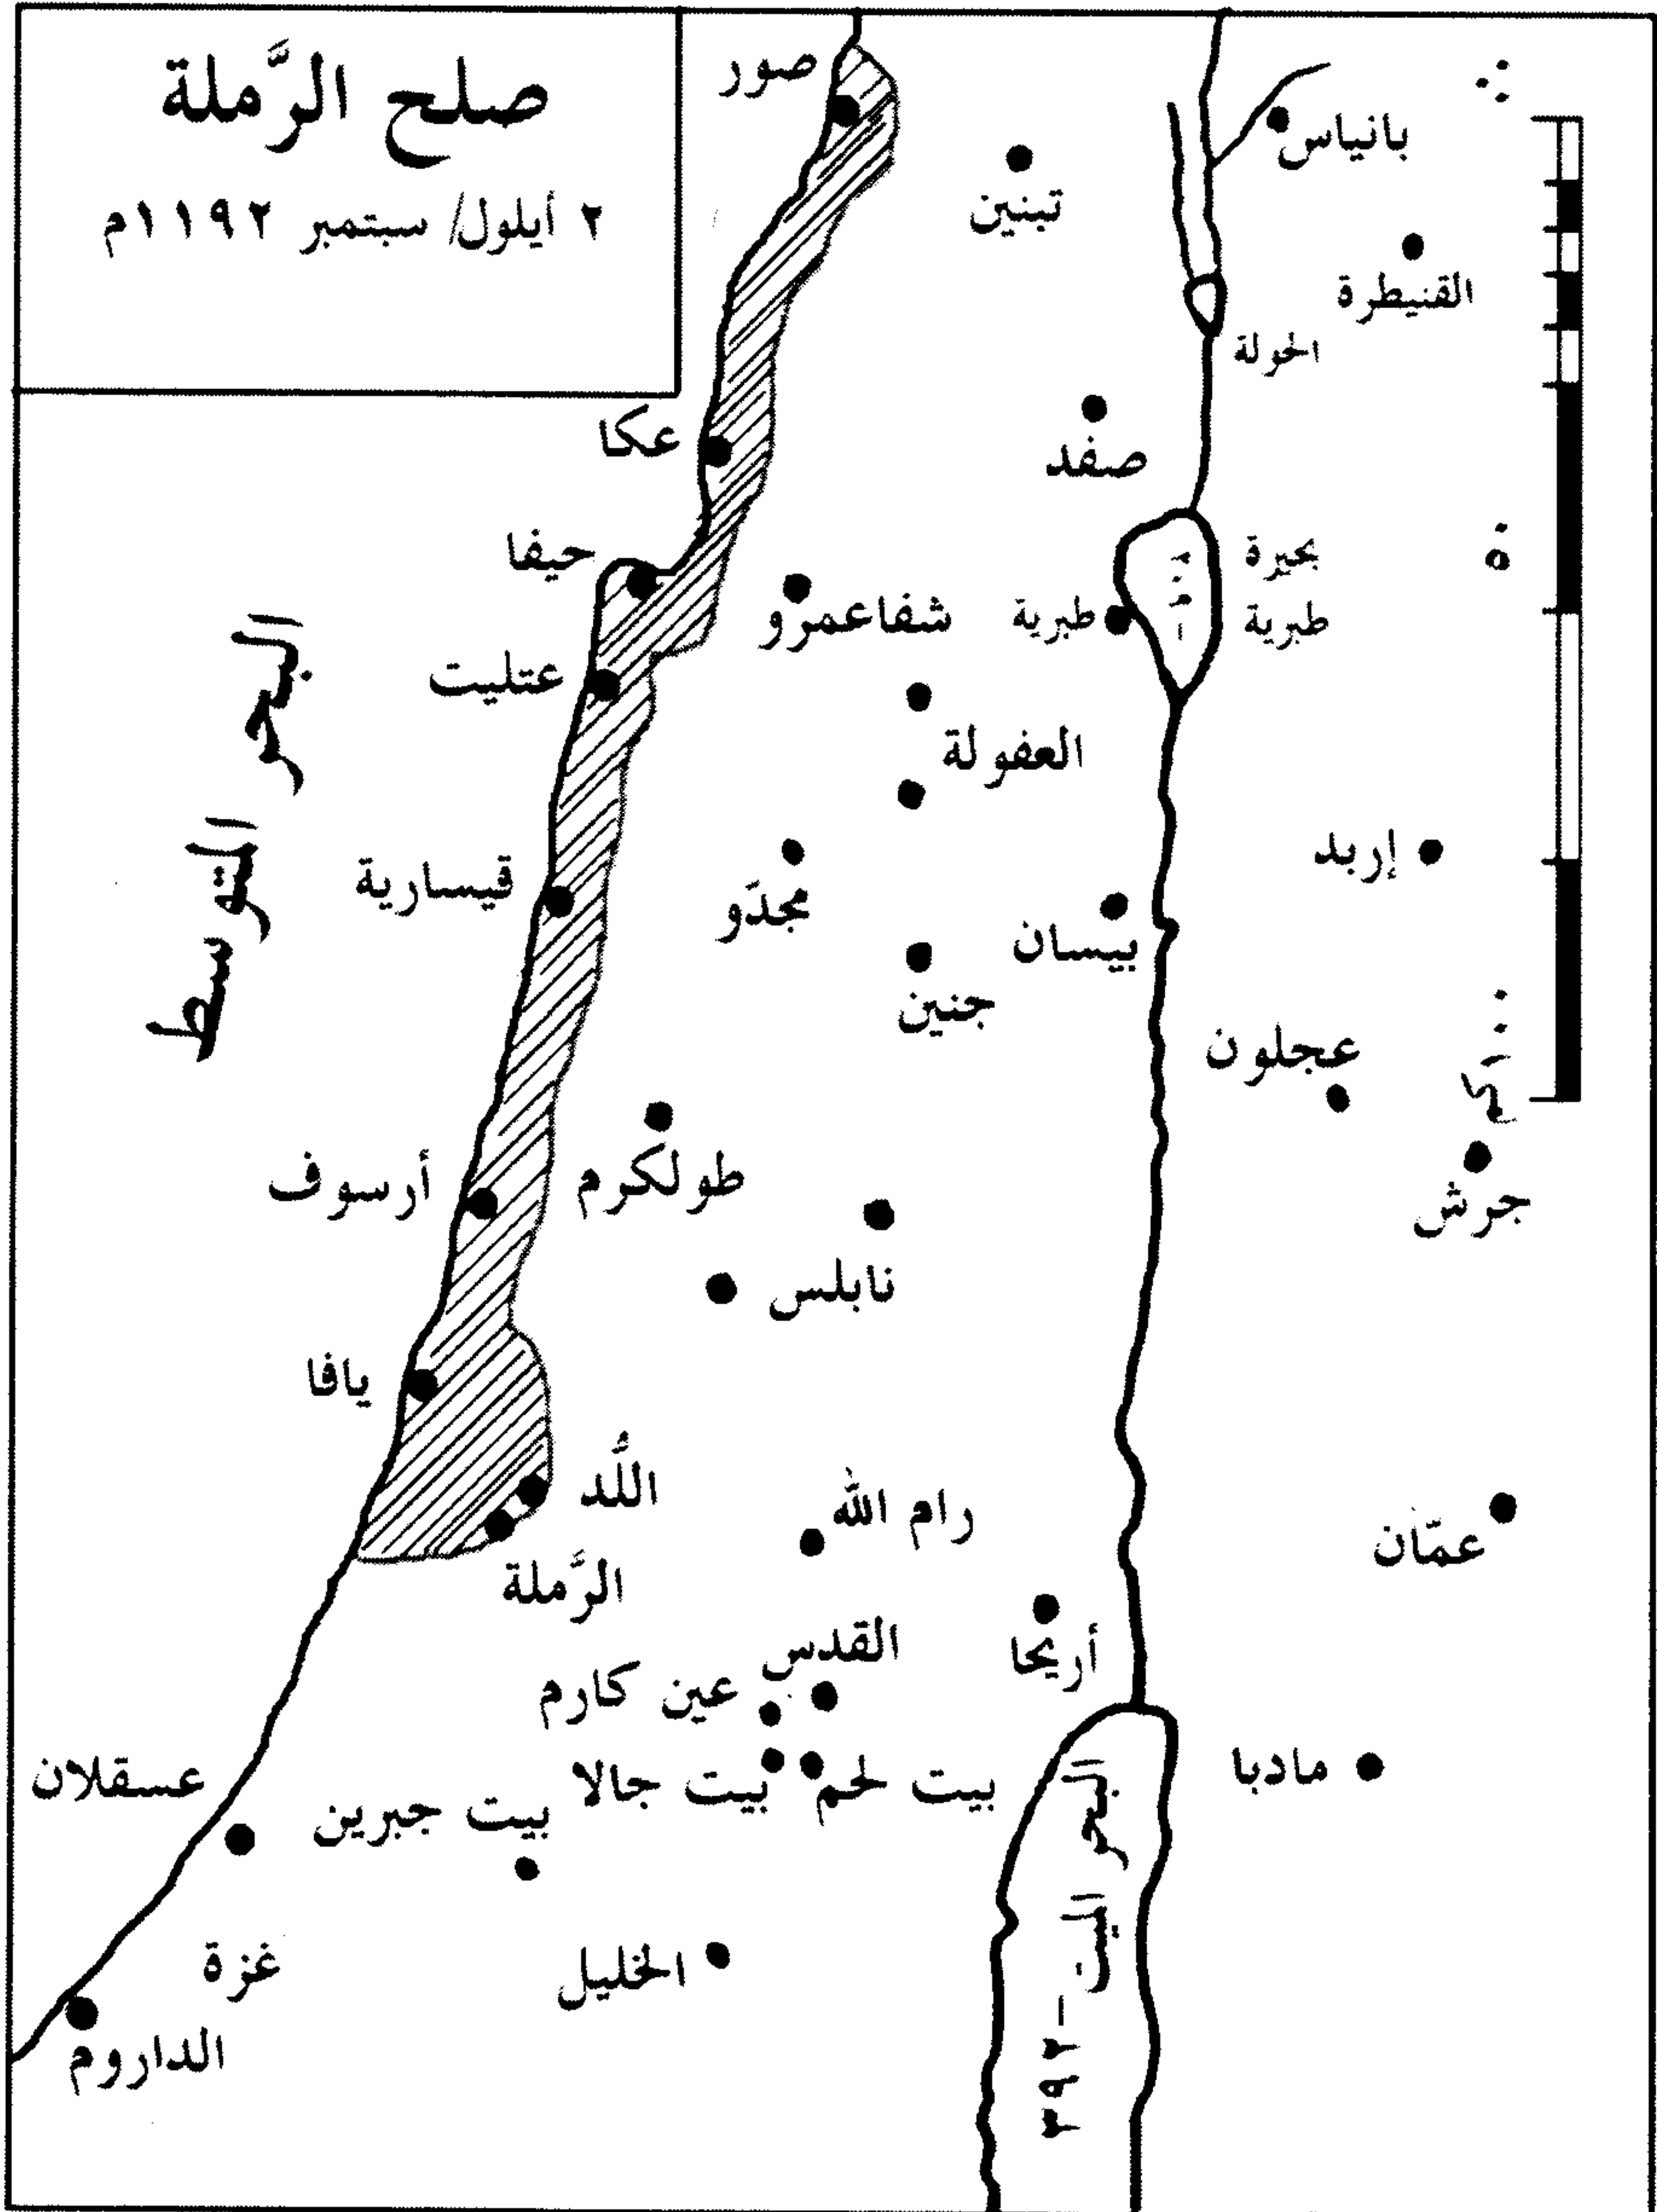 صلح الرَّملة
٢ أيلول/ سبتمبر ١١٩٢م
صور
بانياس
تبنين
القنيطرة
الحولة
عكا
صفد
حيفا
بحيرة
طبرية
شفاعمرو
طبرية
عتليت
العفولة
البحر المتوسط
قيسارية
مجدّو
إربد
بيسان
جنين
عجلون
٥٠
١٠٠كم
طولكرم
أرسوف
جرش
نابلس
يافا
اللُّد
رام الله
عمّان
الرَّملة
أريحا
القدس
عين كارم
عسقلان
مادبا
بيت لحم
بيت جالا
بيت جبرين
البحر الميت -٣٩٢
غزة
الخليل
الداروم